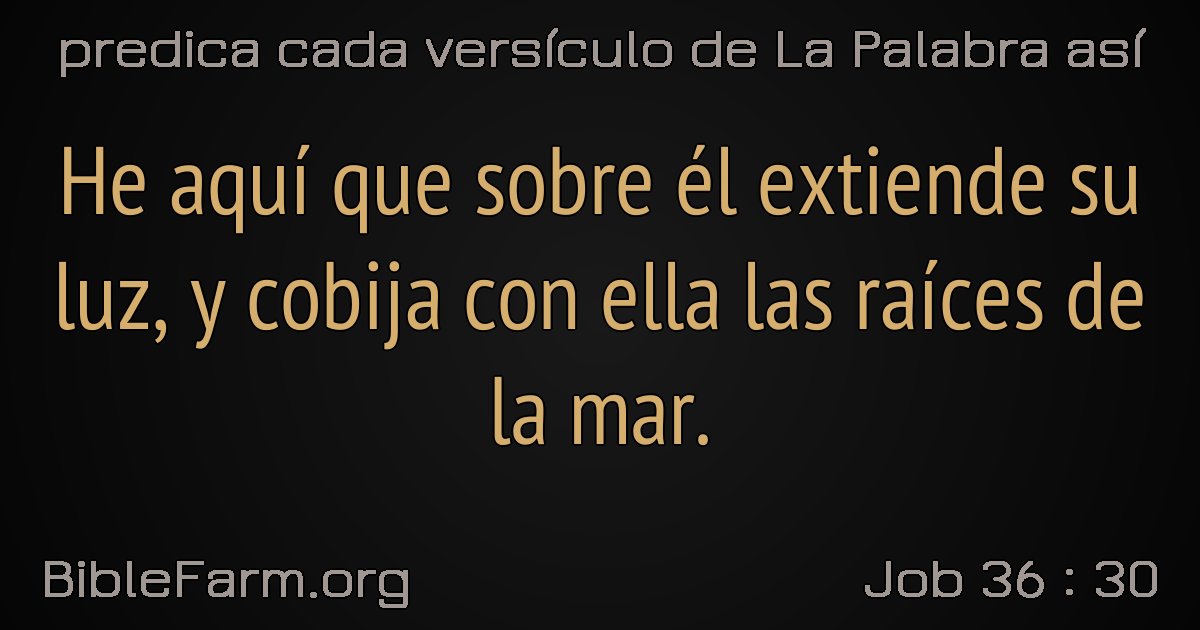 predica cada versículo de La Palabra así
He aquí que sobre él extiende su
luz, y cobija con ella las raíces de
la mar.
BibleFarm.org
Job 36 : 30